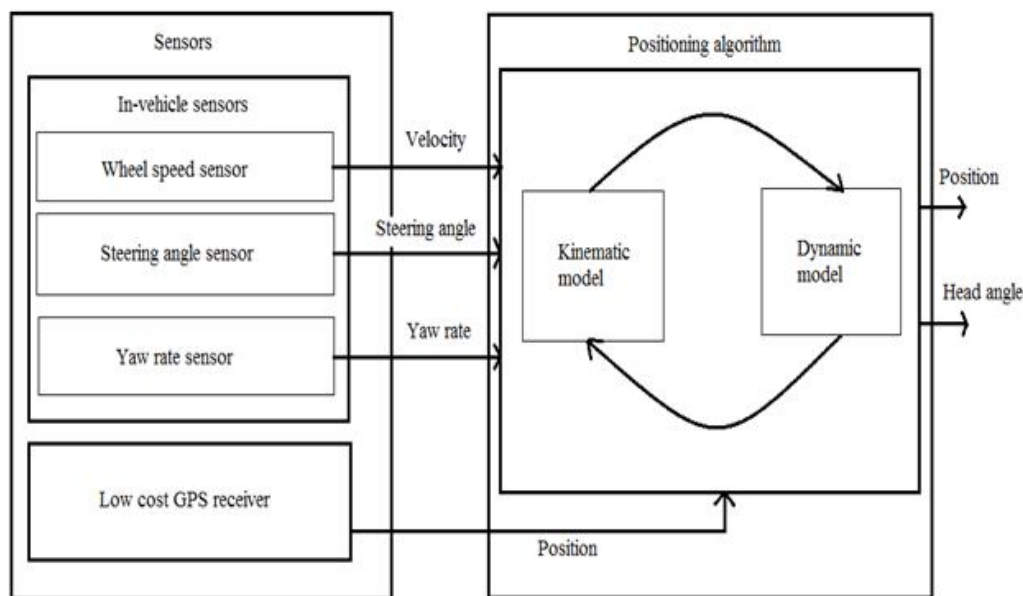 Sensors
In-vehicle sensors
Wheel speed sensor
Steering angle sensor
Yaw rate sensor
Low cost GPS receiver
Velocity
Steering angle
Yaw rate
Position
Positioning algorithm
Kinematic
model
Dynamic
model
Position
Head angle